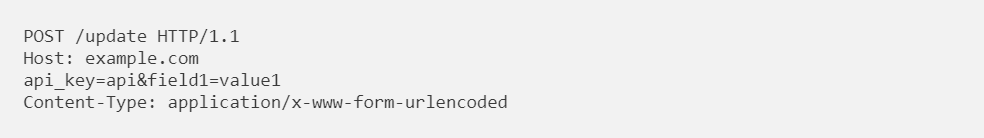 POST /update HTTP/1.1
Host: example.com
api_key=api&field1=value1
Content-Type: application/x-www-form-urlencoded